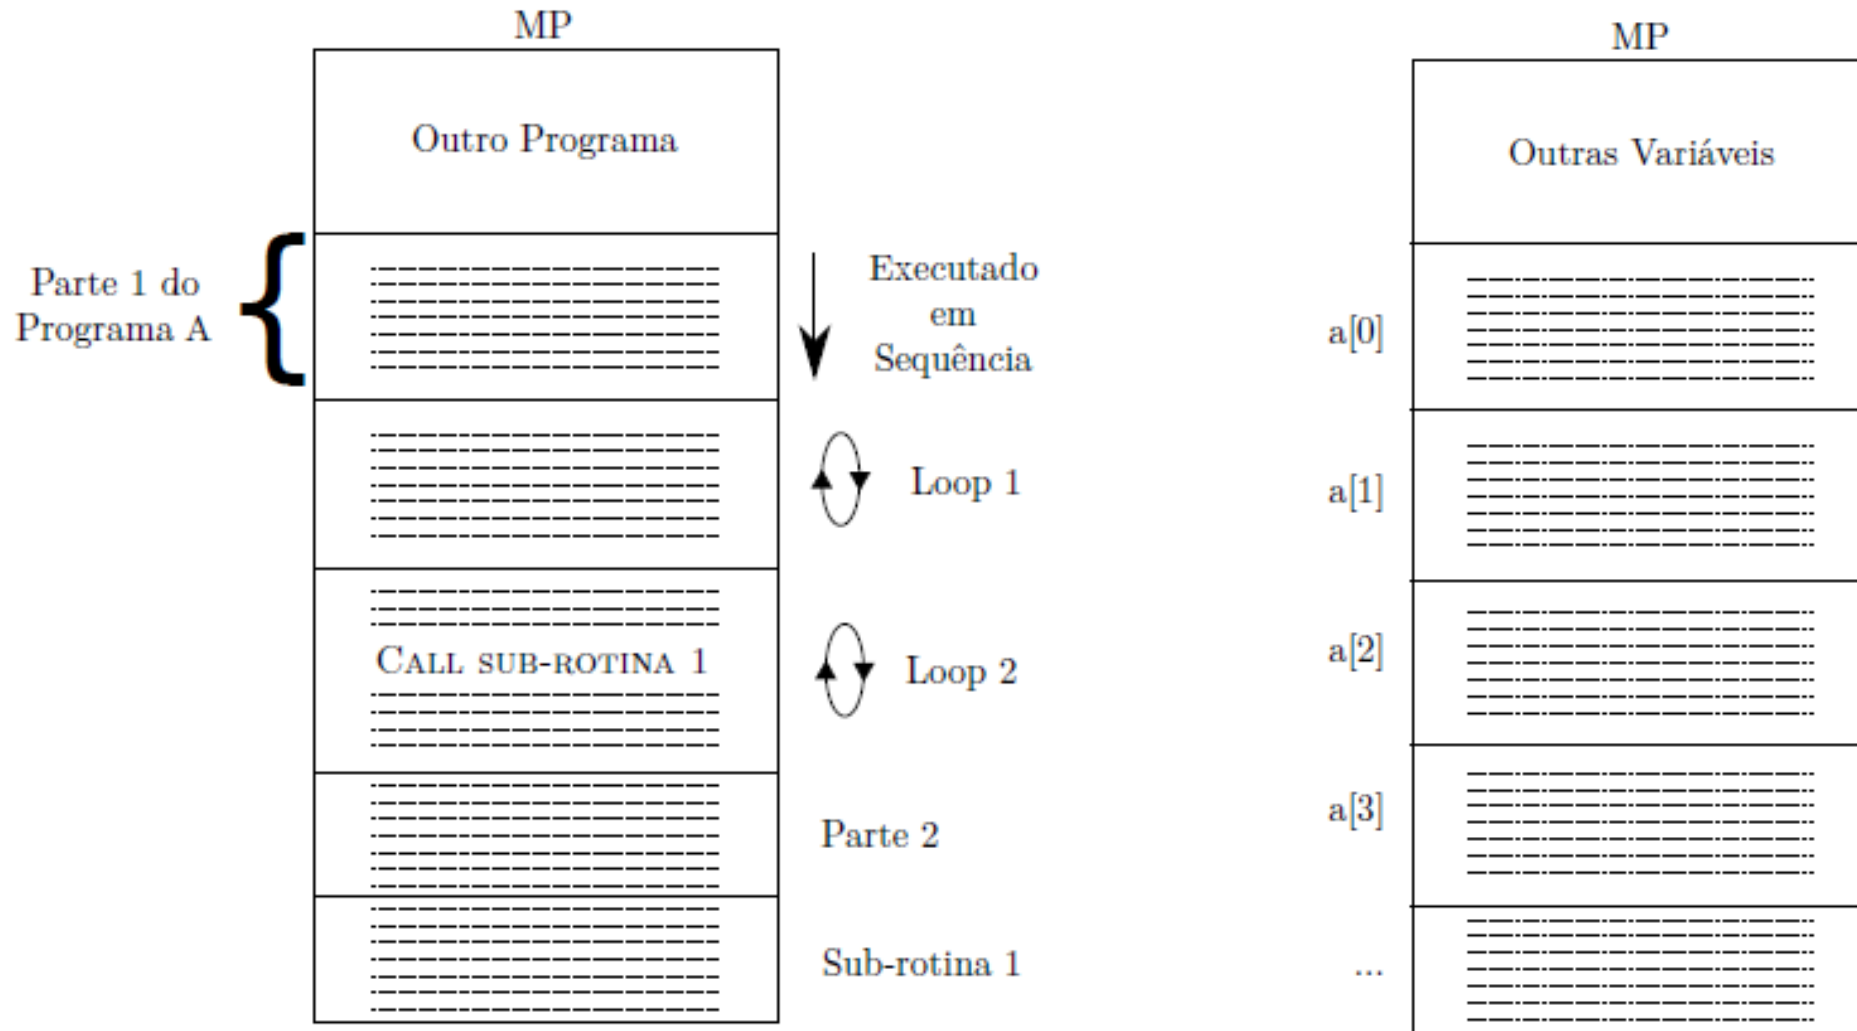 MP
Outro Programa
Parte 1 do
Programa A
Executado
em
Sequência
Loop 1
CALL SUB-ROTINA 1
Loop 2
Parte 2
Sub-rotina 1
MP
Outras Variáveis
a[0]
a[1]
a[2]
a[3]
...